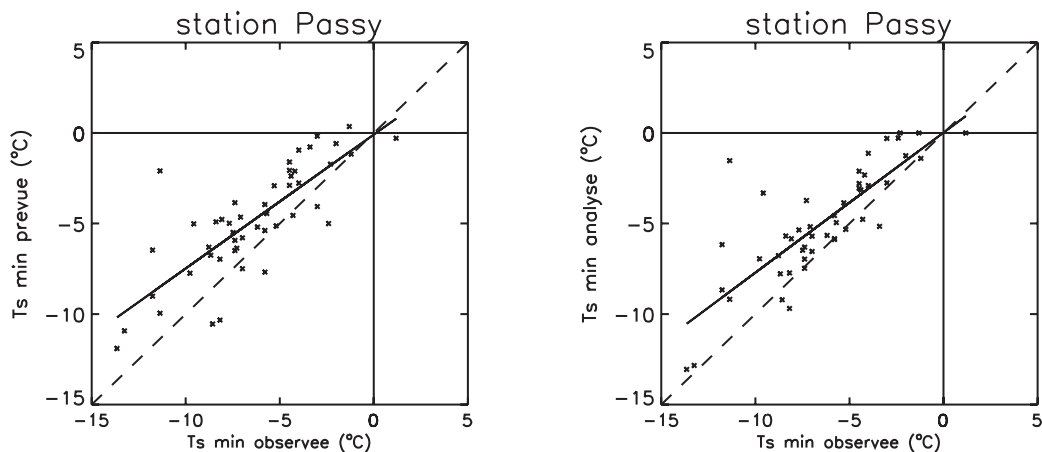 station Passy
5
0
−5
−10
−15
−15 −10 −5 0 5
Ts min prevue (°C)
Ts min observee (°C)
station Passy
5
0
−5
−10
−15
−15 −10 −5 0 5
Ts min analyse (°C)
Ts min observee (°C)